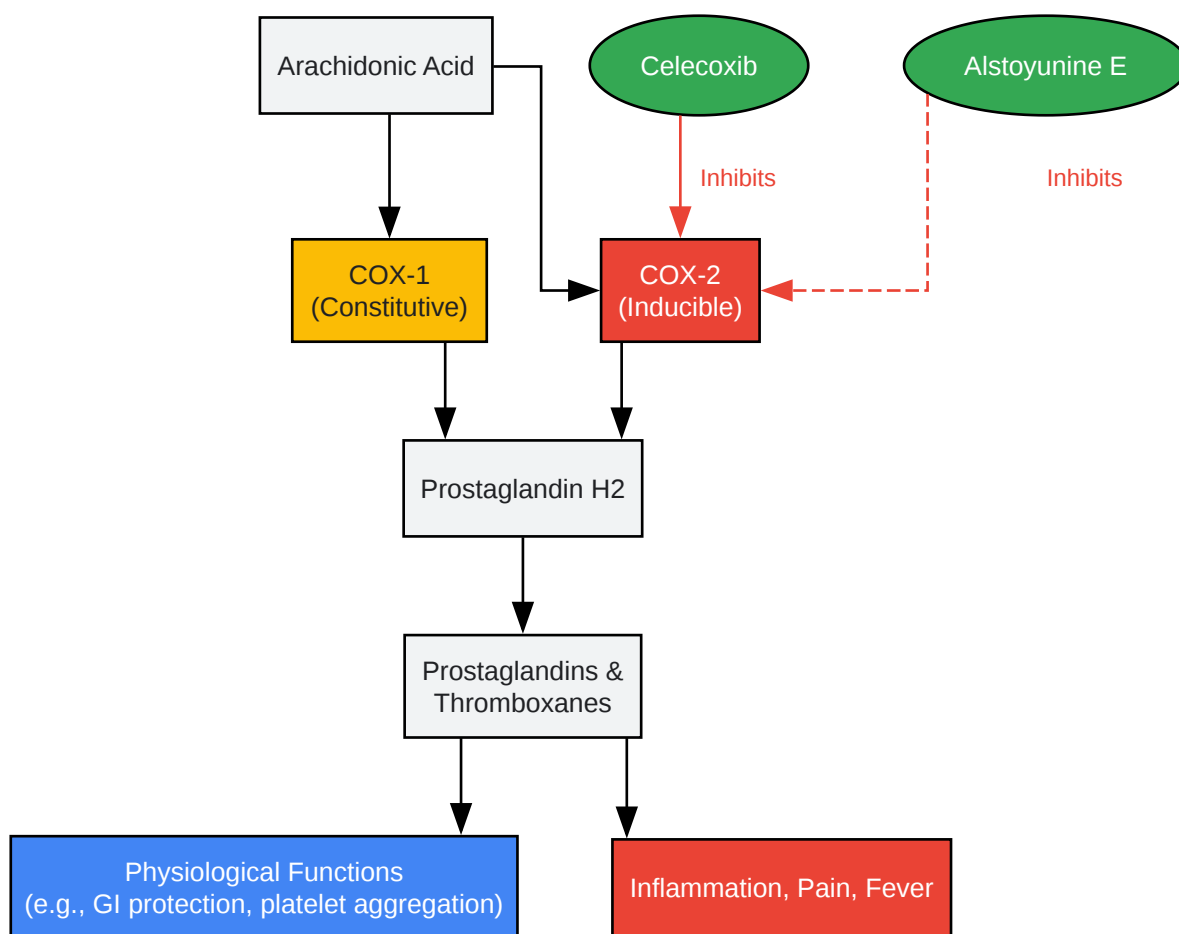 Arachidonic Acid
Celecoxib
Alstoyunine E
Inhibits
Inhibits
COX-1
(Constitutive)
COX-2
(Inducible)
Prostaglandin H2
Prostaglandins &
Thromboxanes
Physiological Functions
(e.g., GI protection, platelet aggregation)
Inflammation, Pain, Fever